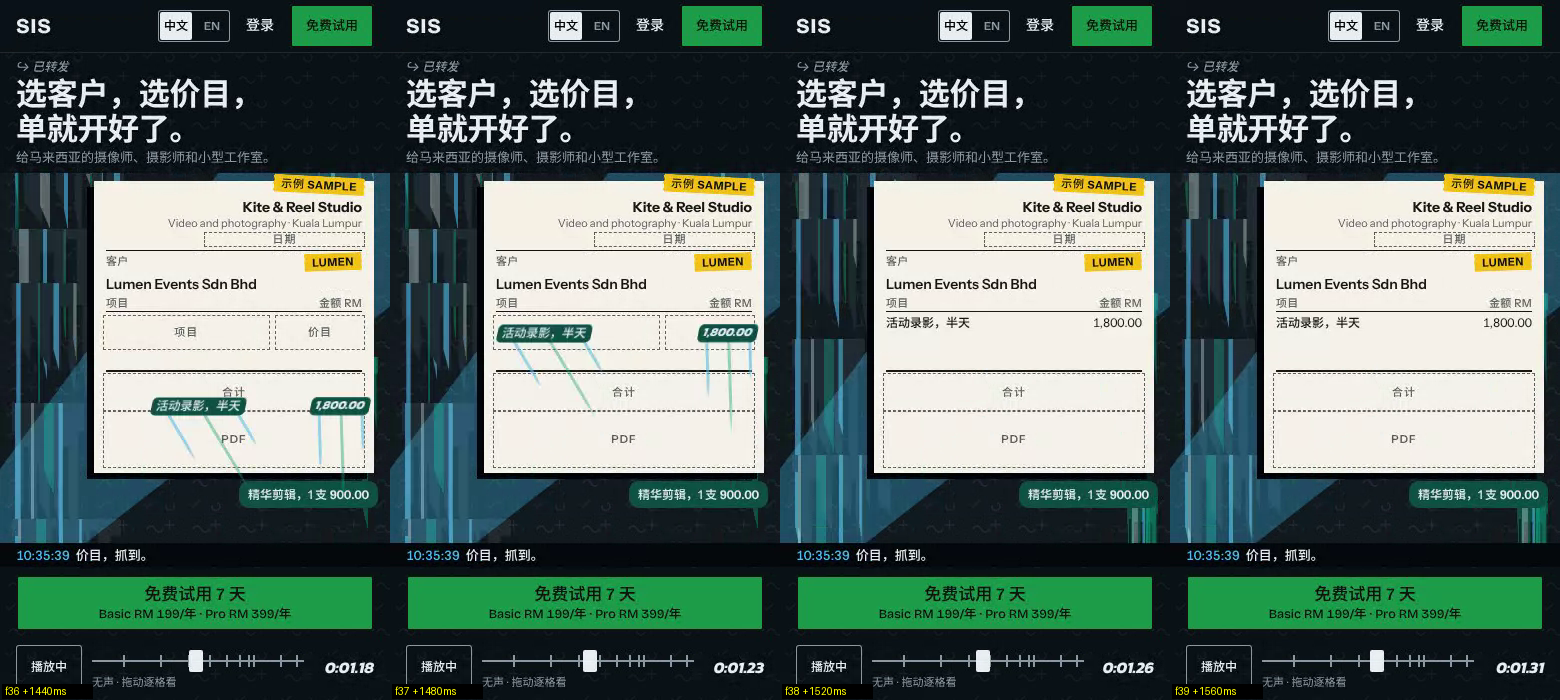 SIS 中文 EN 登录 免费试用
↪ 已转发
选客户，选价目，
单就开好了。
给马来西亚的摄像师、摄影师和小型工作室。
示例 SAMPLE
Kite & Reel Studio
Video and photography · Kuala Lumpur
日期
客户 LUMEN
Lumen Events Sdn Bhd
项目 金额 RM
项目 价目
合计
活动录影，半天 1,800.00
PDF
精华剪辑，1 支 900.00
10:35:39 价目，抓到。
免费试用 7 天
Basic RM 199/年 · Pro RM 399/年
播放中 0:01.18
无声 · 拖动逐格看
f36 +1440ms
SIS 中文 EN 登录 免费试用
↪ 已转发
选客户，选价目，
单就开好了。
给马来西亚的摄像师、摄影师和小型工作室。
示例 SAMPLE
Kite & Reel Studio
Video and photography · Kuala Lumpur
日期
客户 LUMEN
Lumen Events Sdn Bhd
项目 金额 RM
活动录影，半天 1,800.00
合计
PDF
精华剪辑，1 支 900.00
10:35:39 价目，抓到。
免费试用 7 天
Basic RM 199/年 · Pro RM 399/年
播放中 0:01.23
无声 · 拖动逐格看
f37 +1480ms
SIS 中文 EN 登录 免费试用
↪ 已转发
选客户，选价目，
单就开好了。
给马来西亚的摄像师、摄影师和小型工作室。
示例 SAMPLE
Kite & Reel Studio
Video and photography · Kuala Lumpur
日期
客户 LUMEN
Lumen Events Sdn Bhd
项目 金额 RM
活动录影，半天 1,800.00
合计
PDF
精华剪辑，1 支 900.00
10:35:39 价目，抓到。
免费试用 7 天
Basic RM 199/年 · Pro RM 399/年
播放中 0:01.26
无声 · 拖动逐格看
f38 +1520ms
SIS 中文 EN 登录 免费试用
↪ 已转发
选客户，选价目，
单就开好了。
给马来西亚的摄像师、摄影师和小型工作室。
示例 SAMPLE
Kite & Reel Studio
Video and photography · Kuala Lumpur
日期
客户 LUMEN
Lumen Events Sdn Bhd
项目 金额 RM
活动录影，半天 1,800.00
合计
PDF
精华剪辑，1 支 900.00
10:35:39 价目，抓到。
免费试用 7 天
Basic RM 199/年 · Pro RM 399/年
播放中 0:01.31
无声 · 拖动逐格看
f39 +1560ms